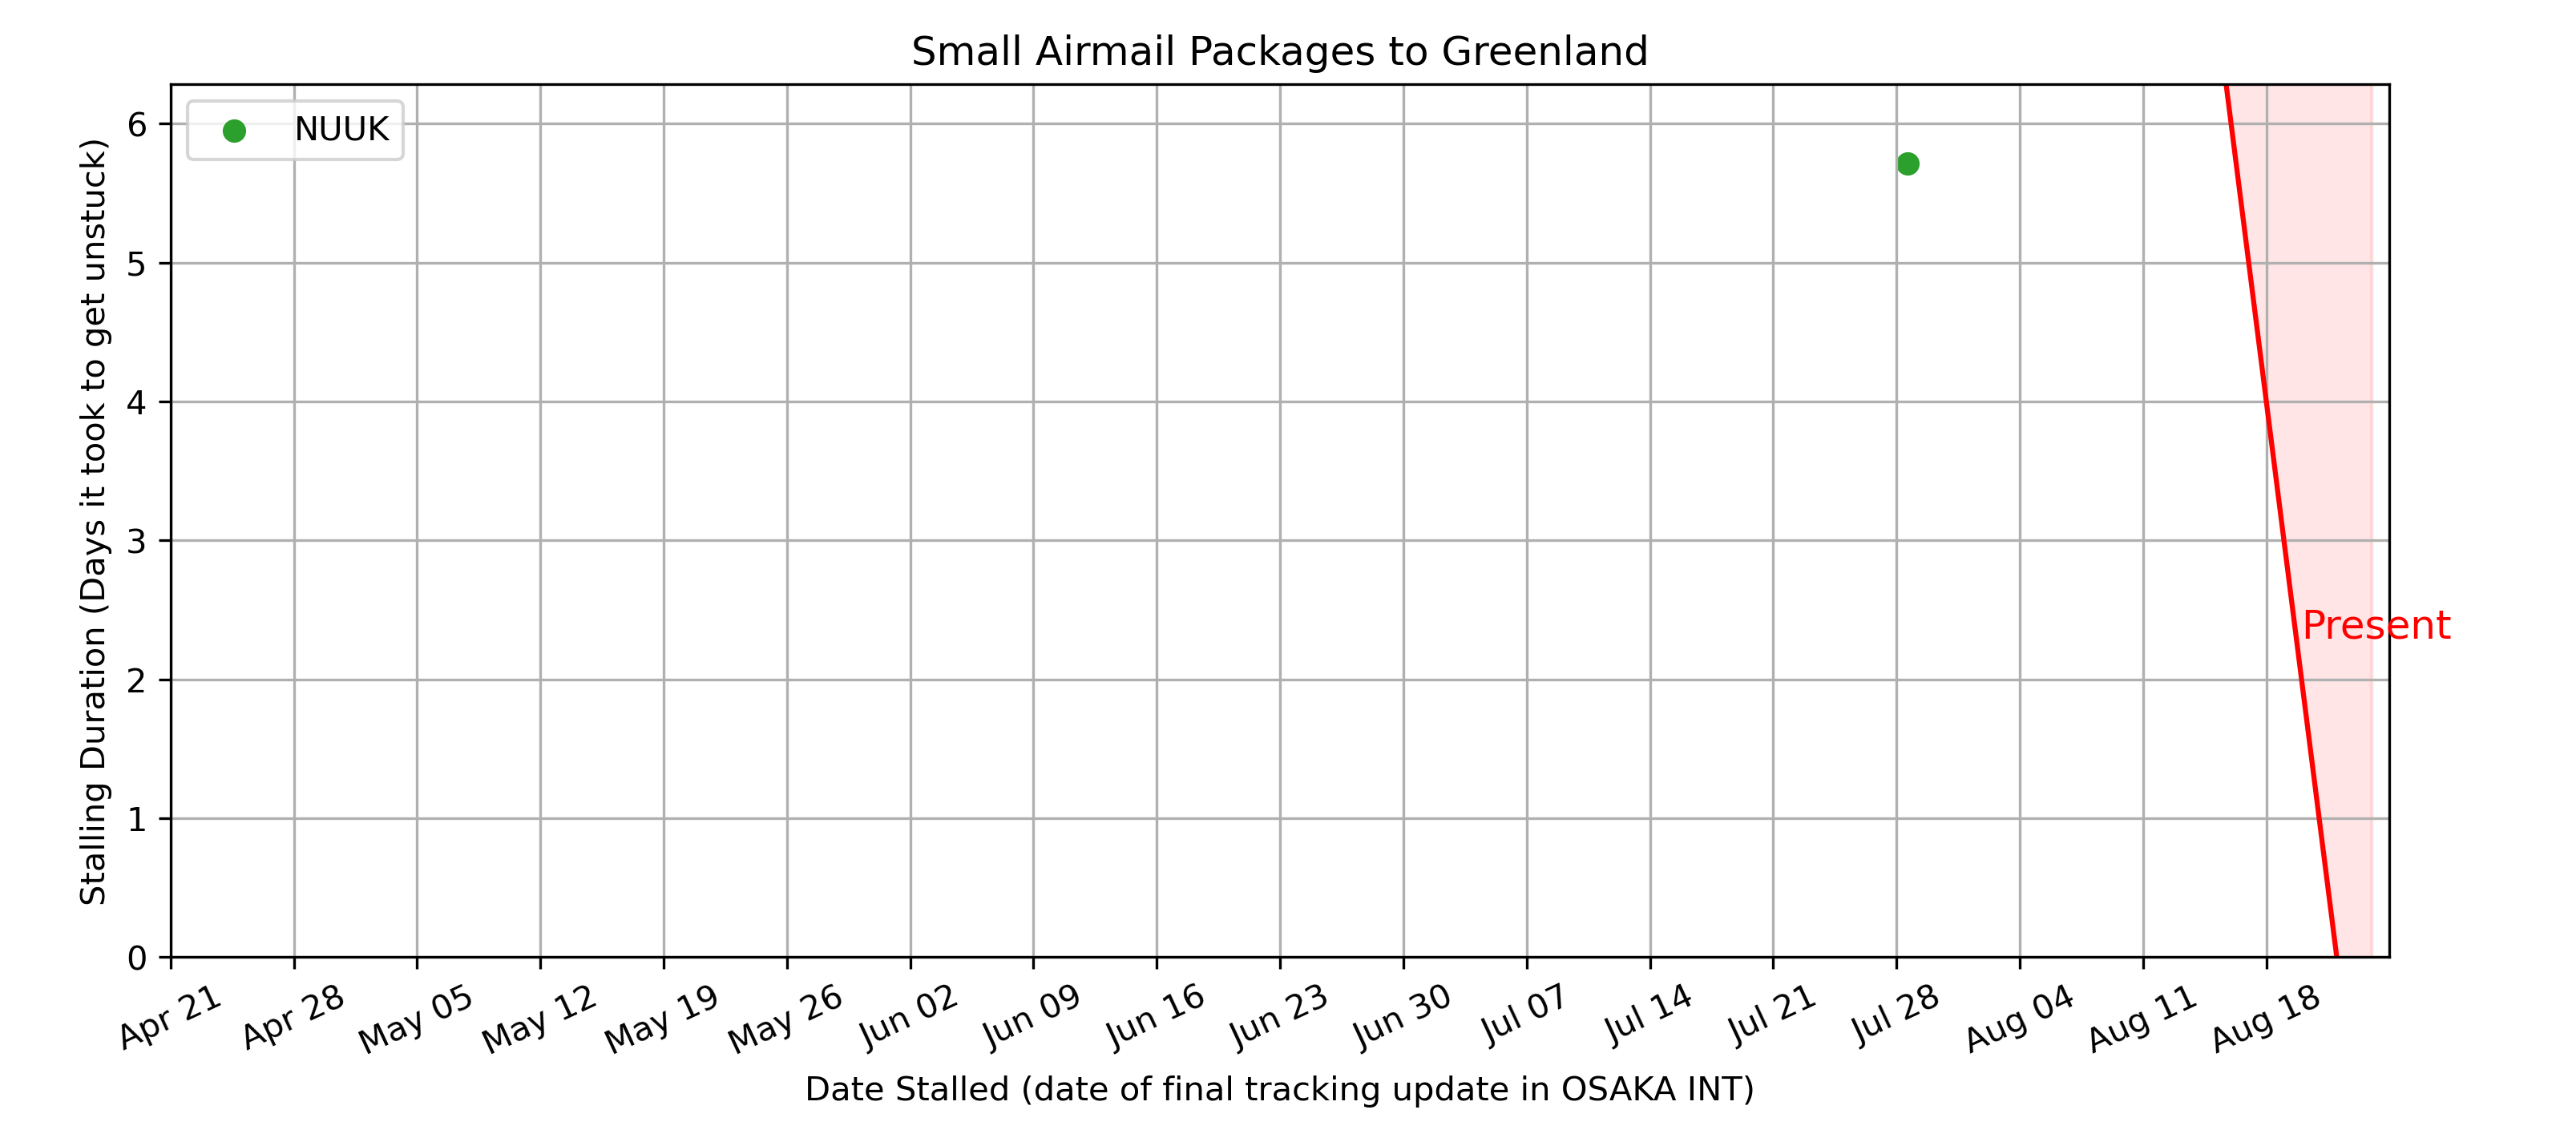 Small Airmail Packages to Greenland
NUUK
Stalling Duration (Days it took to get unstuck)
6
5
4
3
2
1
0
Present
Apr 21
Apr 28
May 05
May 12
May 19
May 26
Jun 02
Jun 09
Jun 16
Jun 23
Jun 30
Jul 07
Jul 14
Jul 21
Jul 28
Aug 04
Aug 11
Aug 18
Date Stalled (date of final tracking update in OSAKA INT)